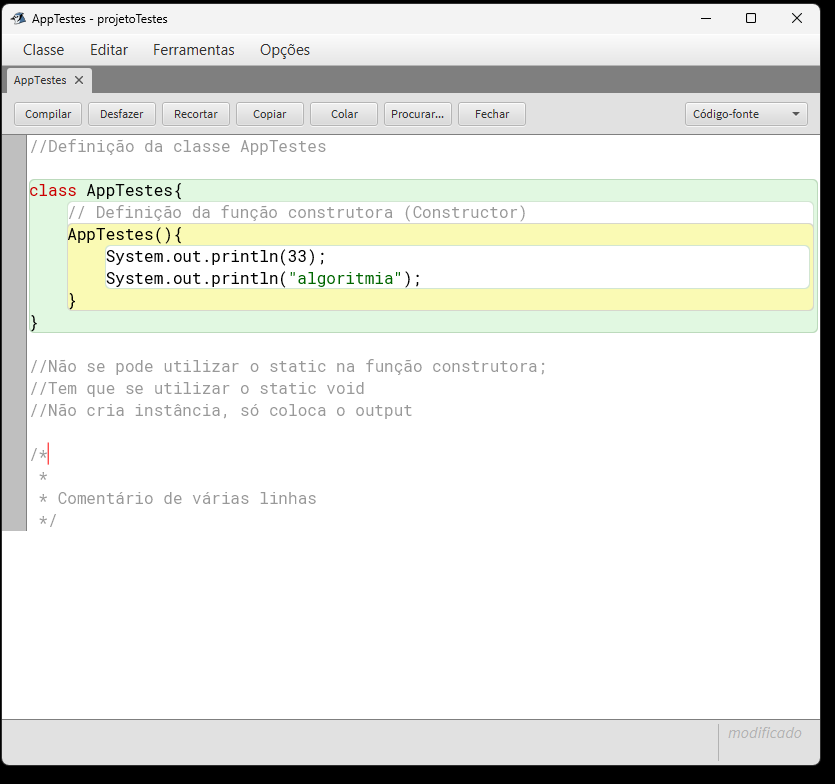 AppTestes - projetoTestes
Classe Editar Ferramentas Opções
AppTestes
Compilar Desfazer Recortar Copiar Colar Procurar... Fechar Código-fonte
//Definição da classe AppTestes
class AppTestes{
// Definição da função construtora (Constructor)
AppTestes(){
System.out.println(33);
System.out.println("algoritmia");
}
}
//Não se pode utilizar o static na função construtora;
//Tem que se utilizar o static void
//Não cria instância, só coloca o output
/*
*
* Comentário de várias linhas
*/
modificado